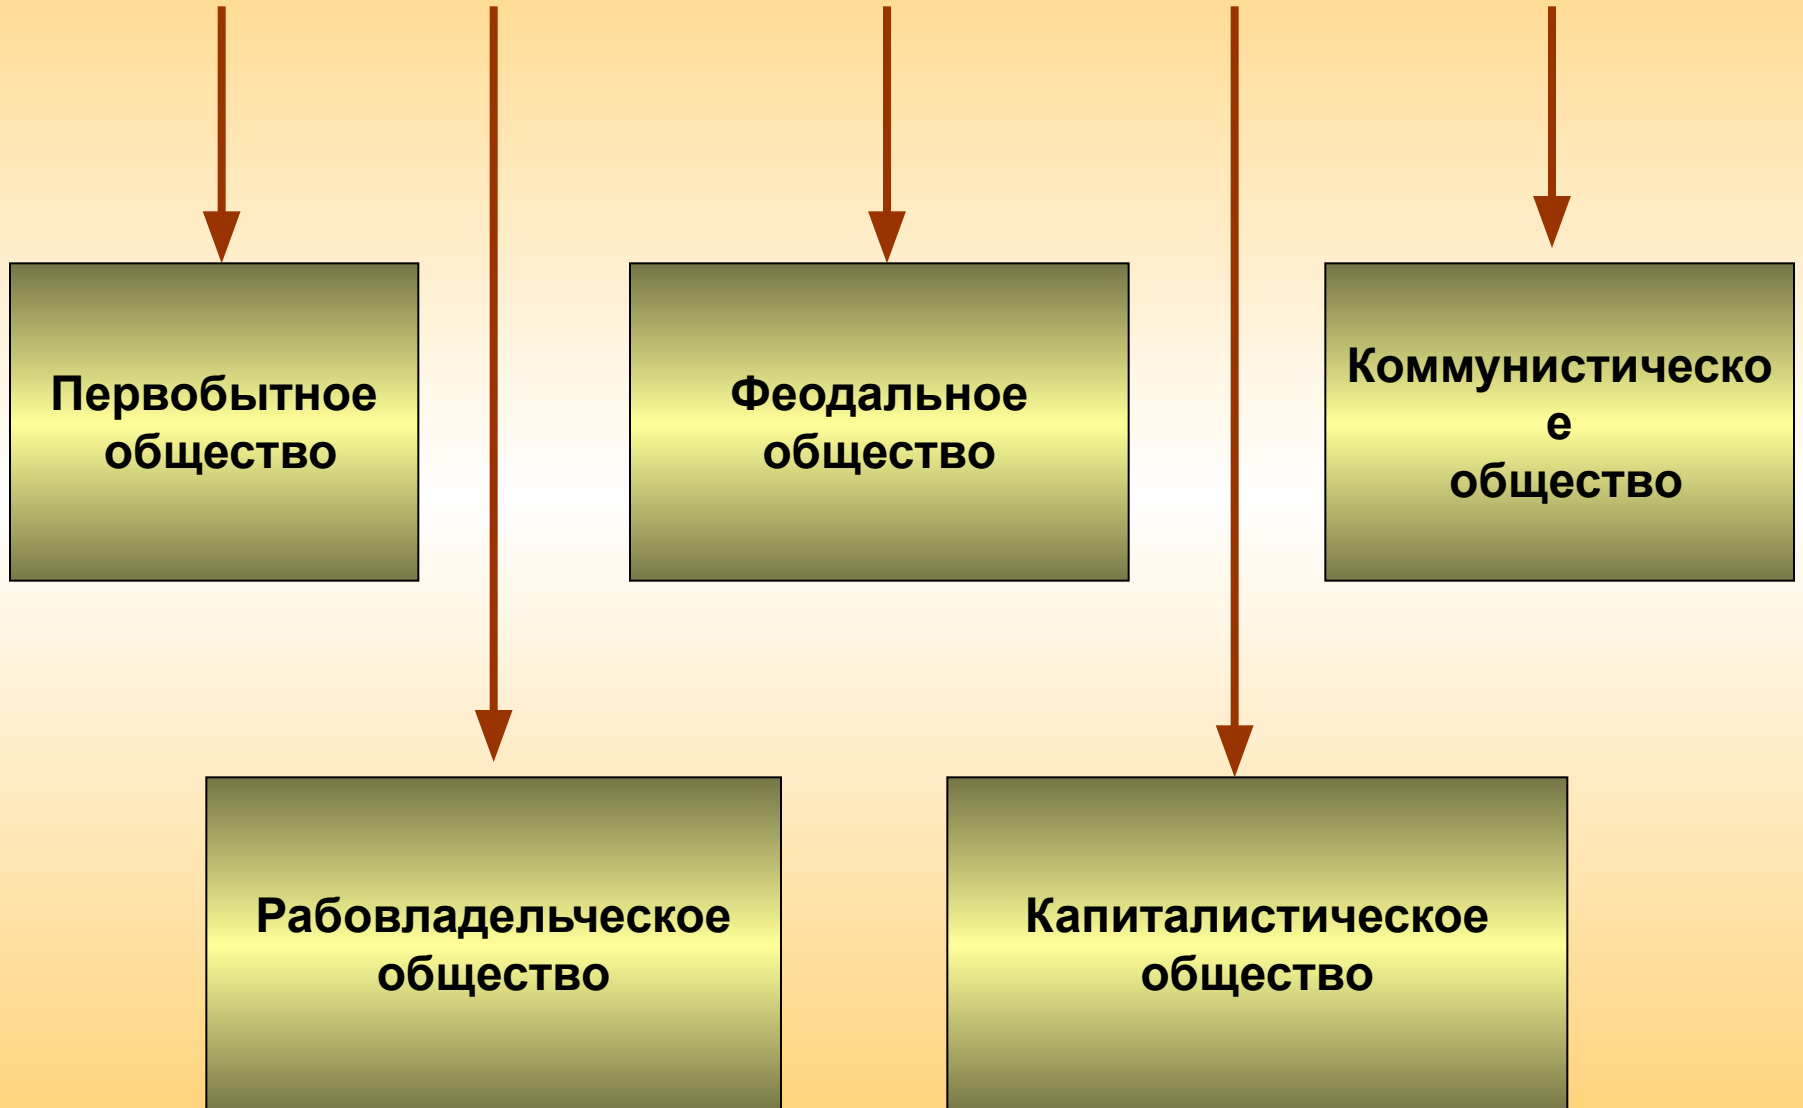 Первобытное
общество
Феодальное
общество
Коммунистическо
е
общество
Рабовладельческое
общество
Капиталистическое
общество